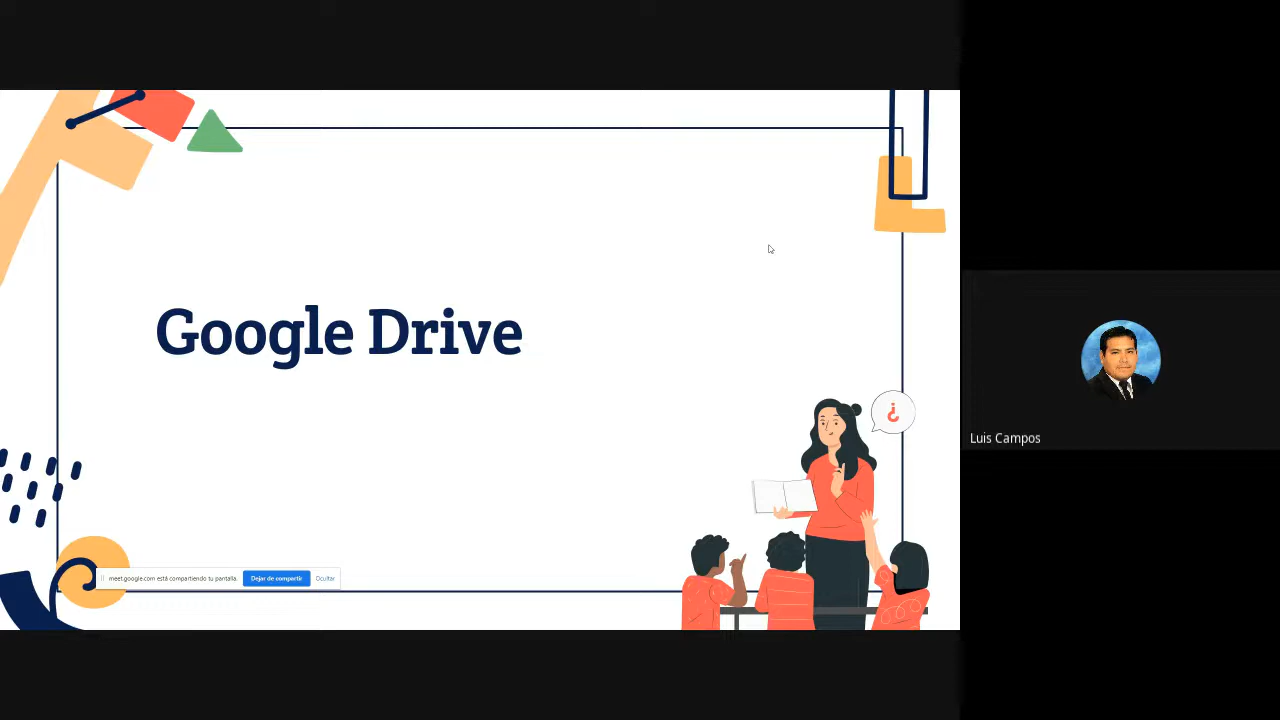 Google Drive
¿
meet.google.com está compartiendo tu pantalla.
Dejar de compartir
Ocultar
Luis Campos